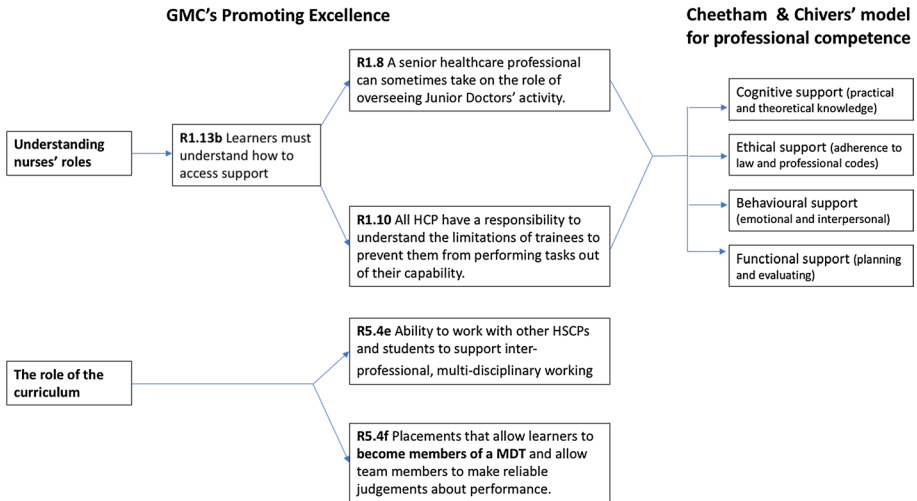 GMC's Promoting Excellence
Cheetham & Chivers' model
for professional competence
Understanding
nurses' roles
R1.13b Learners must
understand how to
access support
R1.8 A senior healthcare professional
can sometimes take on the role of
overseeing Junior Doctors' activity.
R1.10 All HCP have a responsibility to
understand the limitations of trainees to
prevent them from performing tasks out
of their capability.
Cognitive support (practical
and theoretical knowledge)
Ethical support (adherence to
law and professional codes)
Behavioural support
(emotional and interpersonal)
Functional support (planning
and evaluating)
The role of the
curriculum
R5.4e Ability to work with other HSCPs
and students to support inter-
professional, multi-disciplinary working
R5.4f Placements that allow learners to
become members of a MDT and allow
team members to make reliable
judgements about performance.